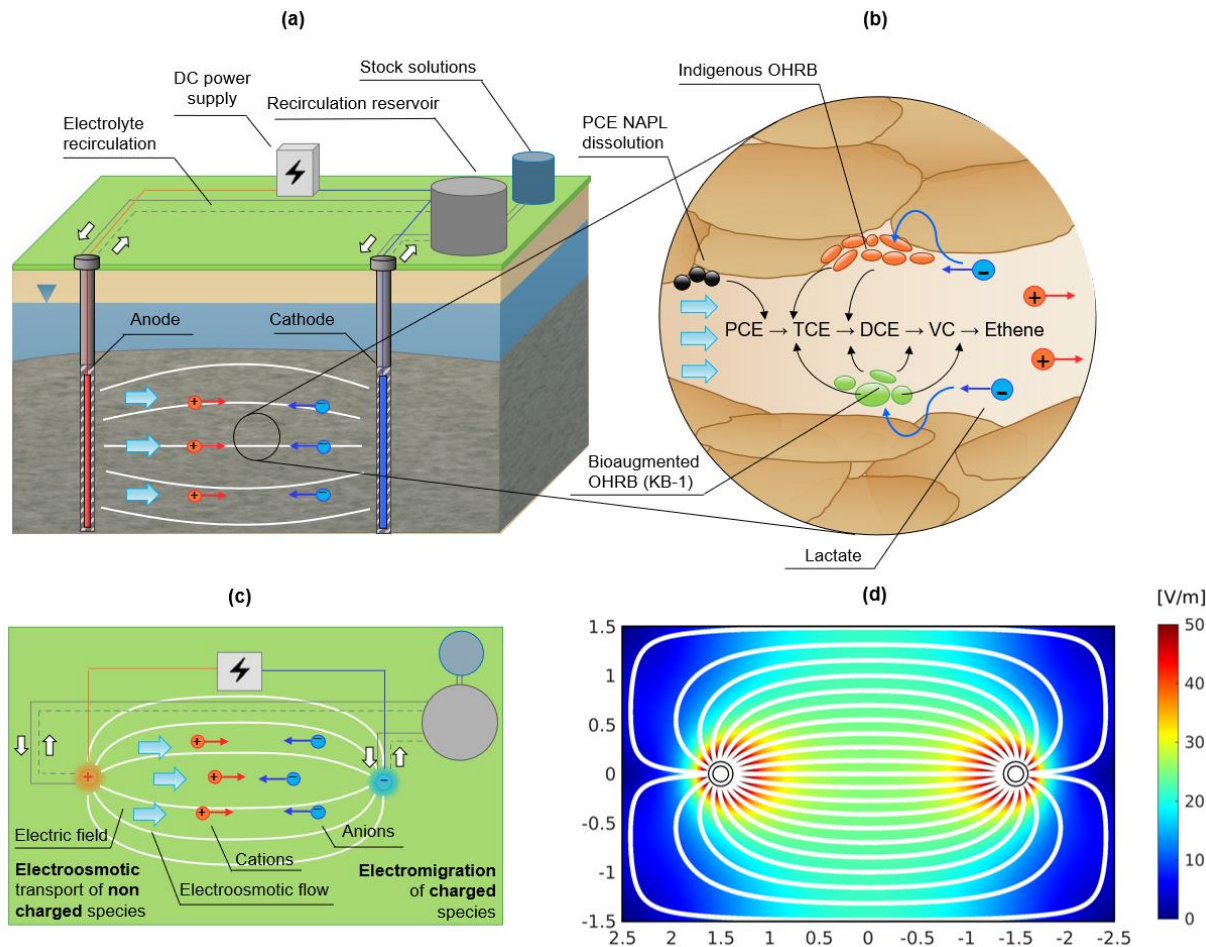 (a)
Stock solutions
DC power
supply
Recirculation reservoir
Electrolyte
recirculation
Anode
Cathode
+
−
+
−
+
−
(b)
Indigenous OHRB
PCE NAPL
dissolution
−
+
PCE → TCE → DCE → VC → Ethene
+
−
Bioaugmented
OHRB (KB-1)
Lactate
(c)
+
−
+
+
−
−
+
−
Electric field
Anions
Cations
Electroosmotic
transport of non
charged species
Electroosmotic flow
Electromigration
of charged
species
(d)
[V/m]
1.5
1
0.5
0
-0.5
-1
-1.5
2.5 1.5 1 0.5 0 -0.5 -1 -1.5 -2.5
50
40
30
20
10
0